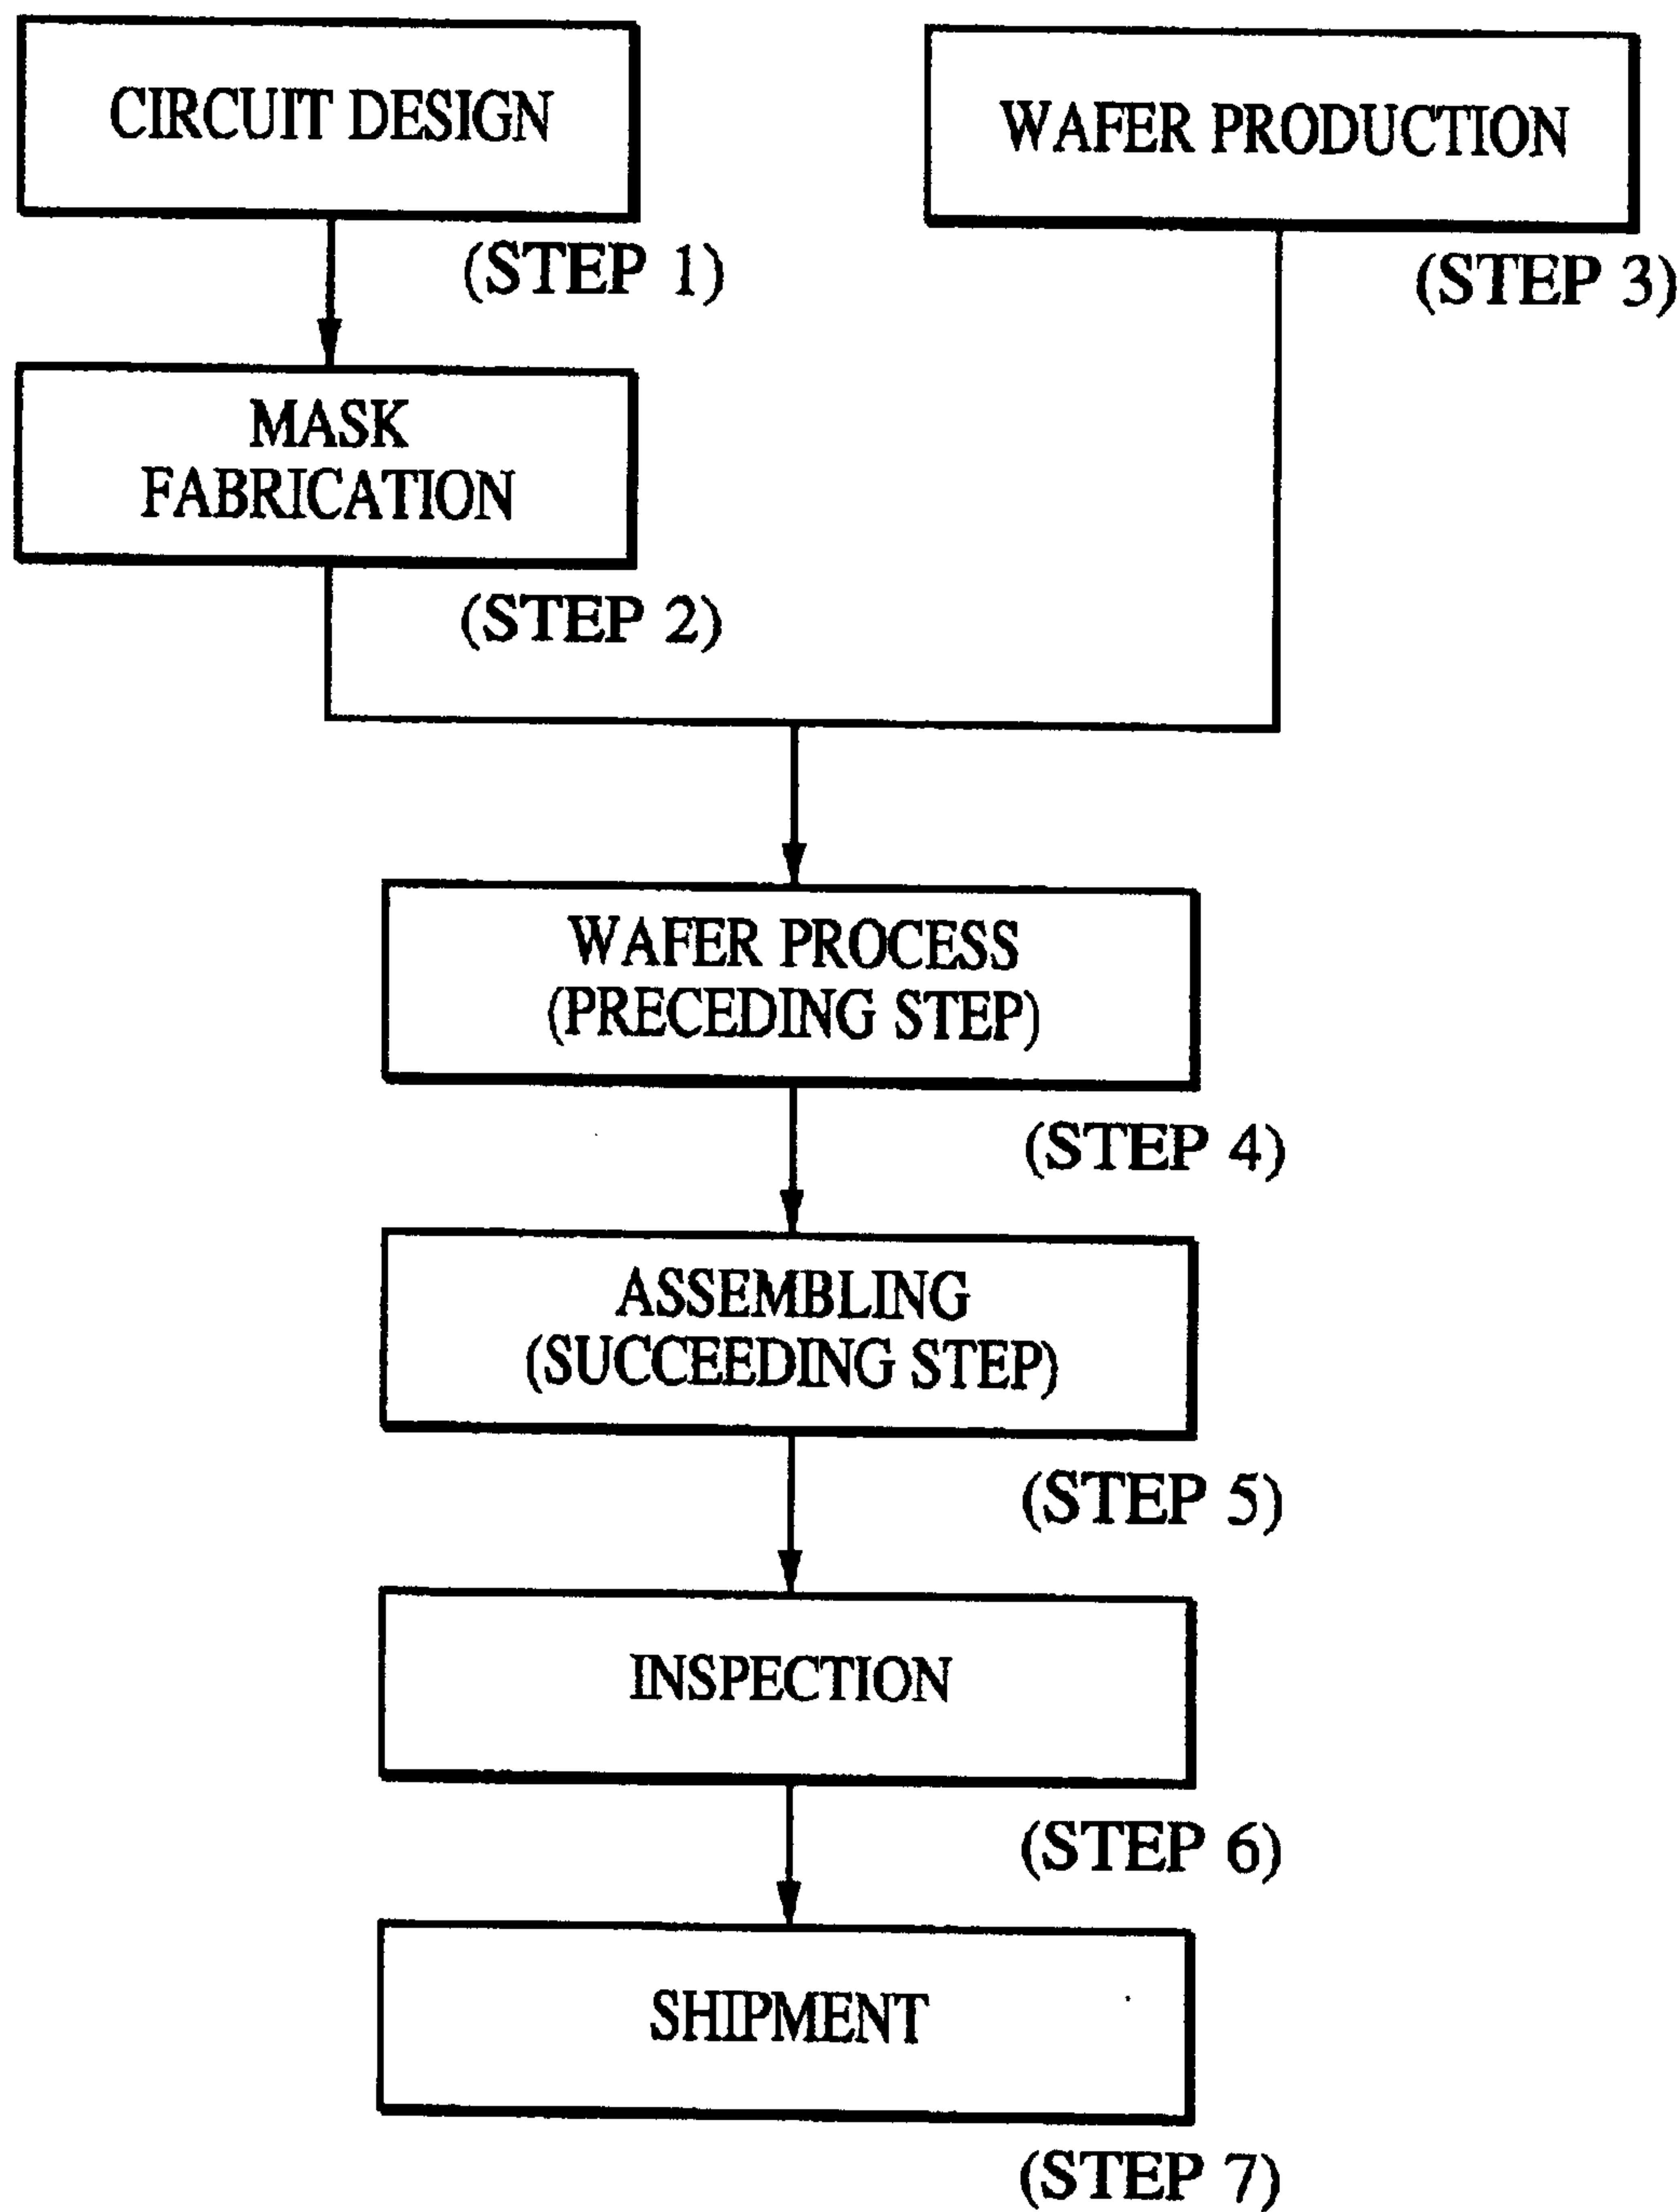 CIRCUIT DESIGN
(STEP 1)
WAFER PRODUCTION
(STEP 3)
MASK
FABRICATION
(STEP 2)
WAFER PROCESS
(PRECEDING STEP)
(STEP 4)
ASSEMBLING
(SUCCEEDING STEP)
(STEP 5)
INSPECTION
(STEP 6)
SHIPMENT
(STEP 7)